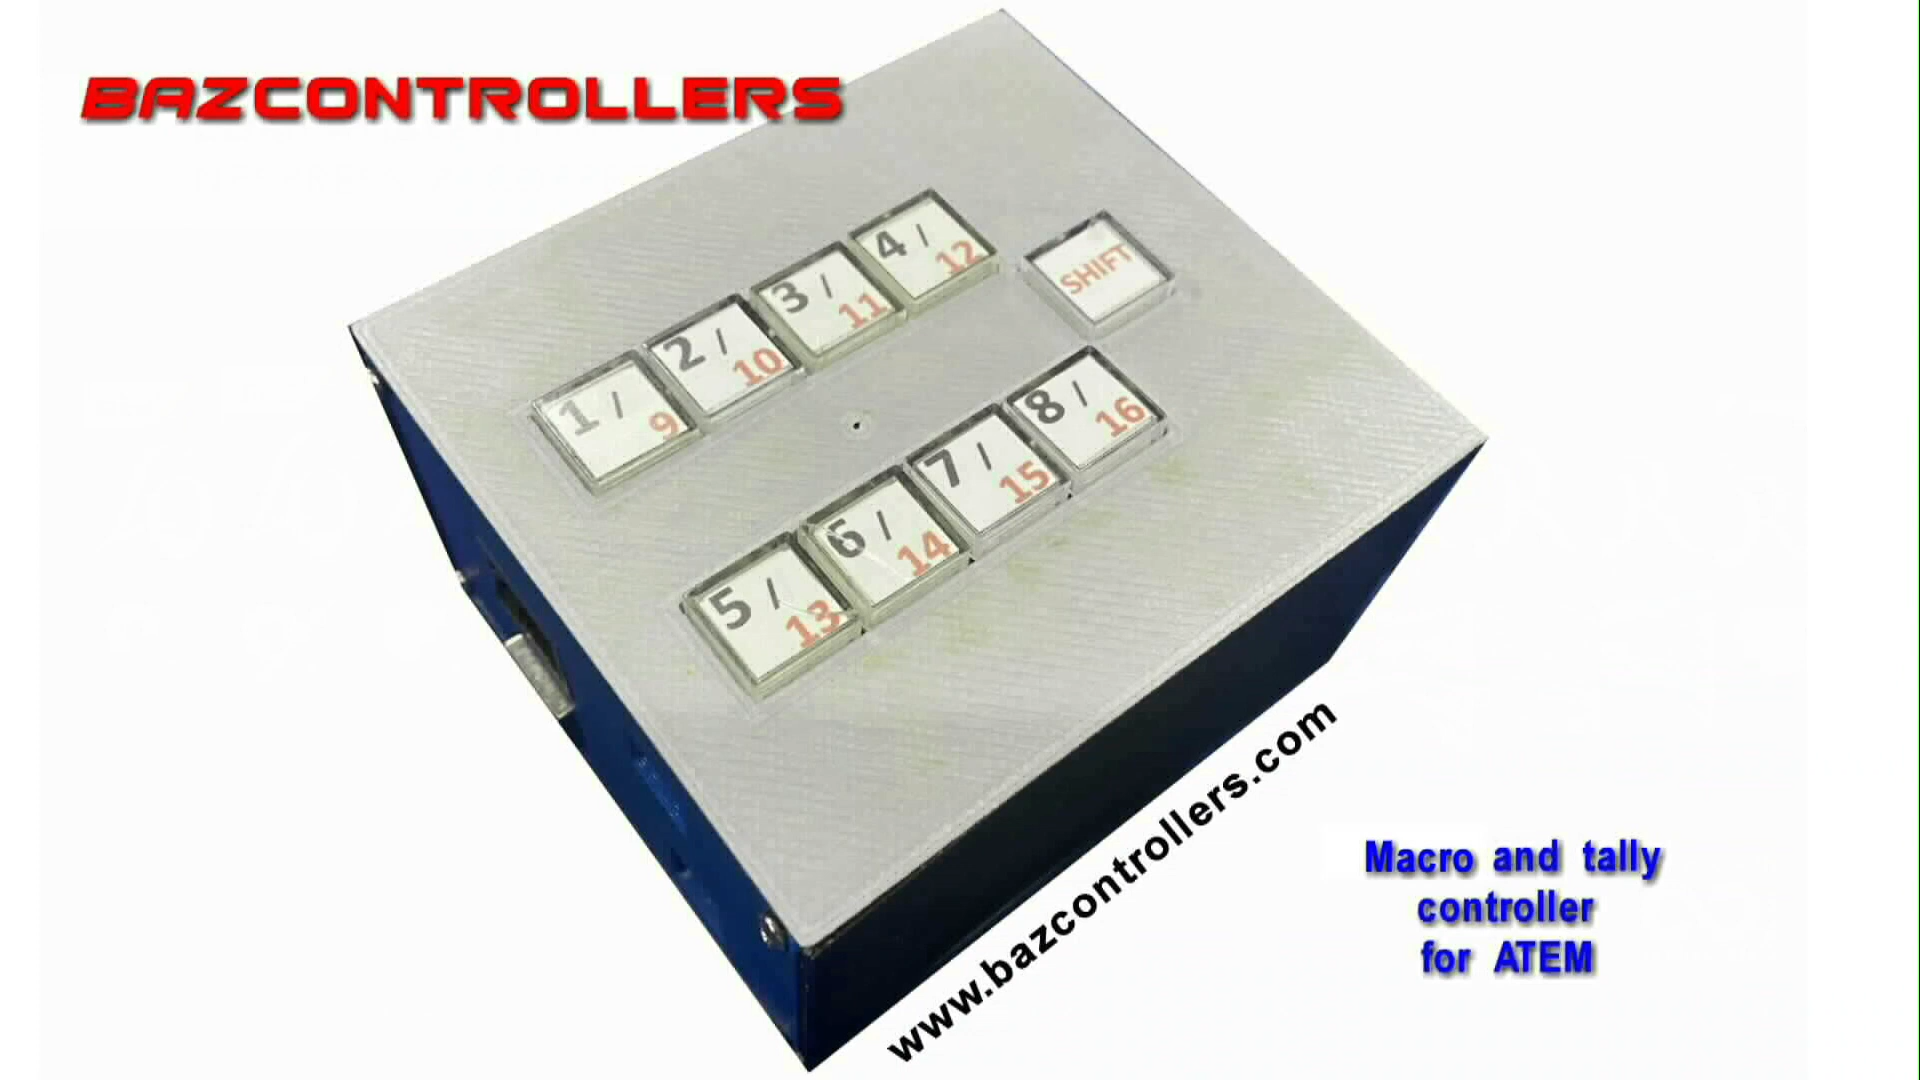 BAZCONTROLLERS
1 / 9
2 / 10
3 / 11
4 / 12
SHIFT
5 / 13
6 / 14
7 / 15
8 / 16
www.bazcontrollers.com
Macro and tally
controller
for ATEM